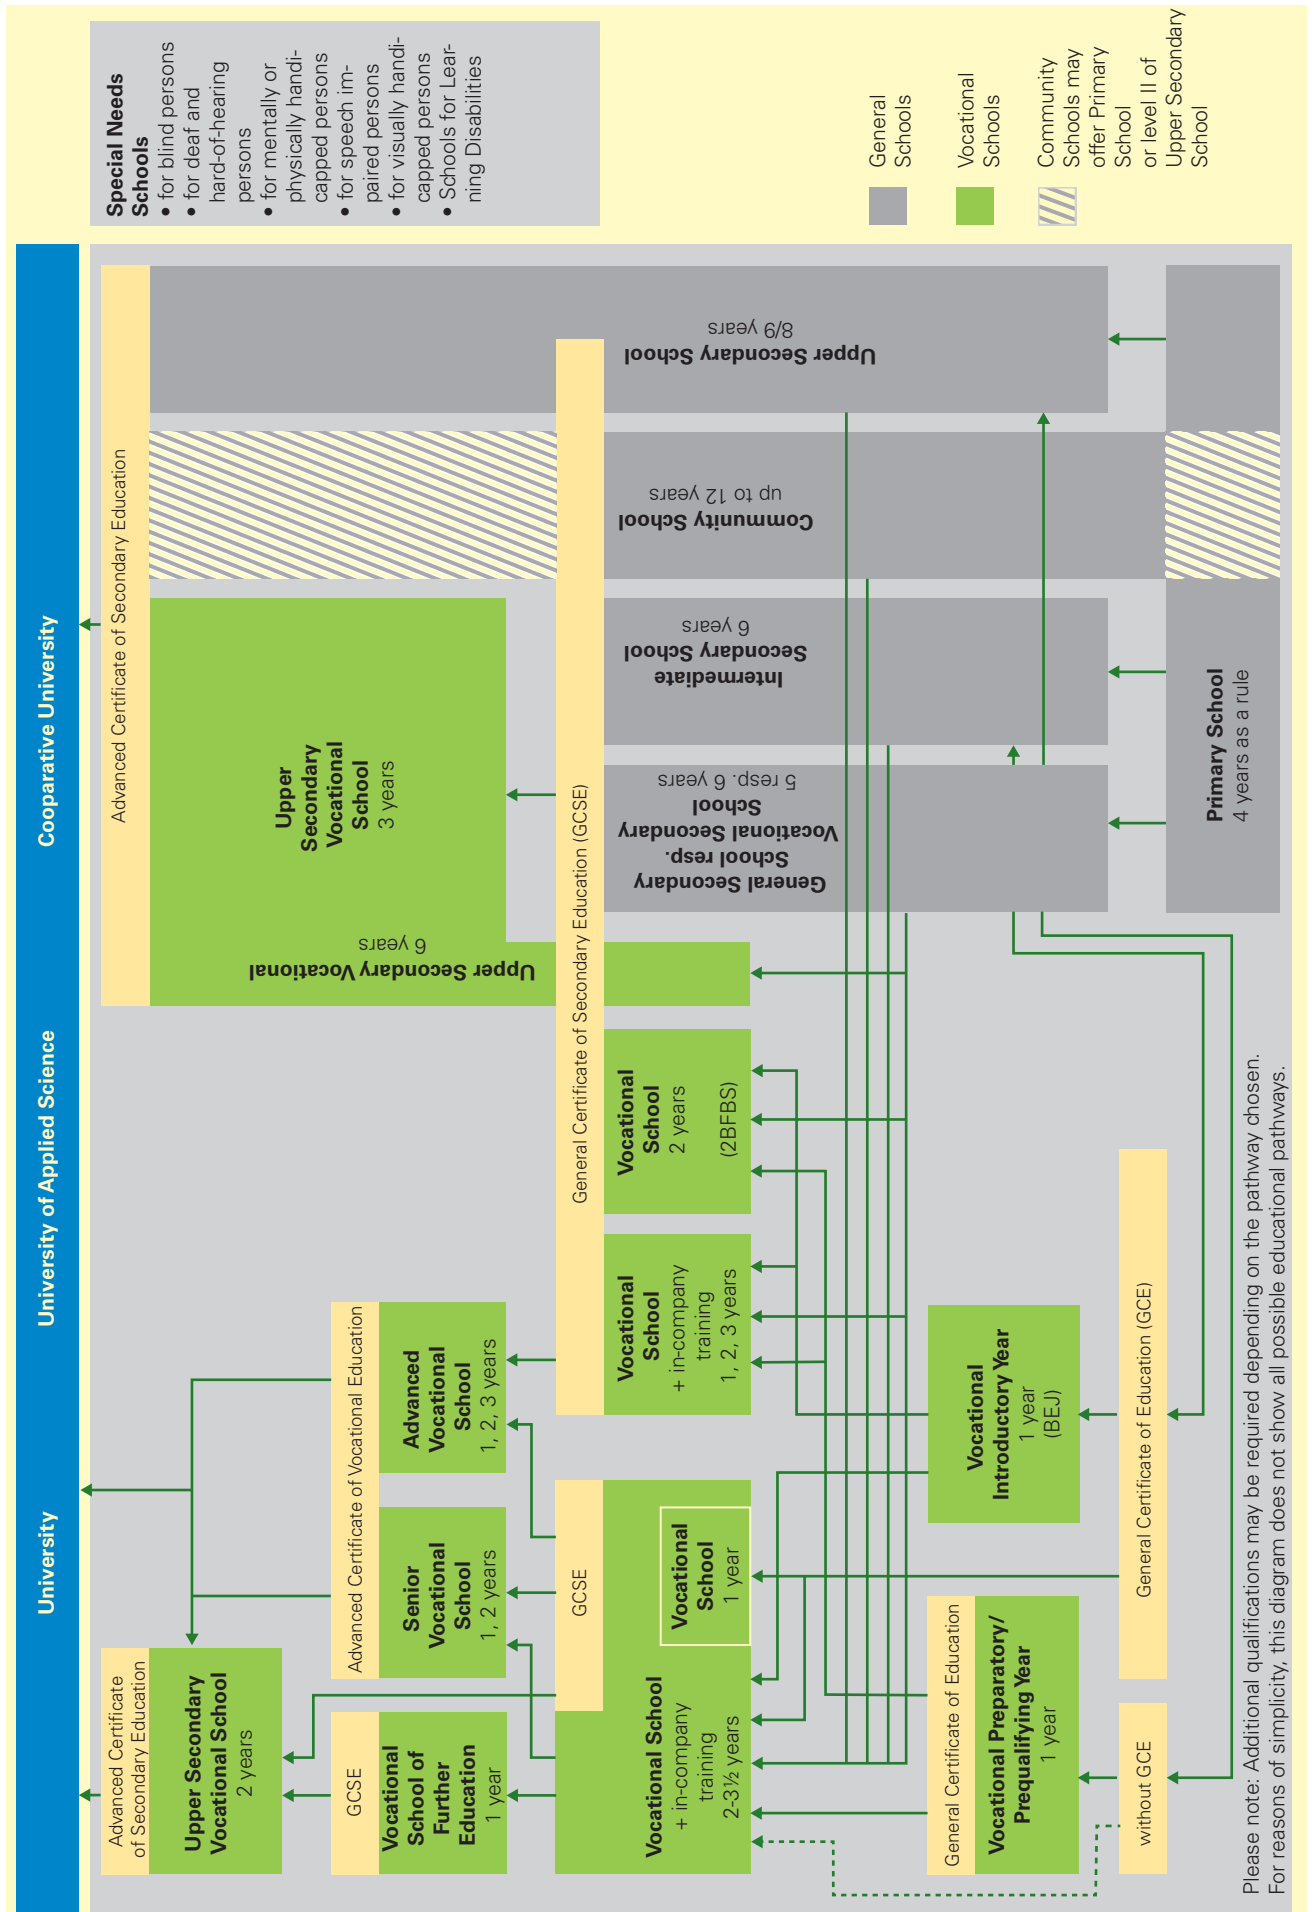 University
University of Applied Science
Cooparative University
Advanced Certificate
of Secondary Education
Upper Secondary
Vocational School
2 years
GCSE
Vocational
School of
Further
Education
1 year
Advanced Certificate of Vocational Education
Senior
Vocational
School
1, 2 years
Advanced
Vocational
School
1, 2, 3 years
Advanced Certificate of Secondary Education
Upper
Secondary
Vocational
School
3 years
Upper Secondary Vocational
6 years
GCSE
General Certificate of Secondary Education (GCSE)
Vocational School
+ in-company
training
2-3½ years
Vocational
School
1 year
Vocational
School
+ in-company
training
1, 2, 3 years
Vocational
School
2 years
(2BFBS)
General Secondary
School resp.
Vocational Secondary
School
5 resp. 6 years
Intermediate
Secondary School
6 years
Community School
up to 12 years
Upper Secondary School
8/9 years
General Certificate of Education
Vocational Preparatory/
Prequalifying Year
1 year
Vocational
Introductory Year
1 year
(BEJ)
without GCE
General Certificate of Education (GCE)
Primary School
4 years as a rule
Special Needs
Schools
• for blind persons
• for deaf and
hard-of-hearing
persons
• for mentally or
physically handi-
capped persons
• for speech im-
paired persons
• for visually handi-
capped persons
• Schools for Lear-
ning Disabilities
General
Schools
Vocational
Schools
Community
Schools may
offer Primary
School
or level II of
Upper Secondary
School
Please note: Additional qualifications may be required depending on the pathway chosen.
For reasons of simplicity, this diagram does not show all possible educational pathways.